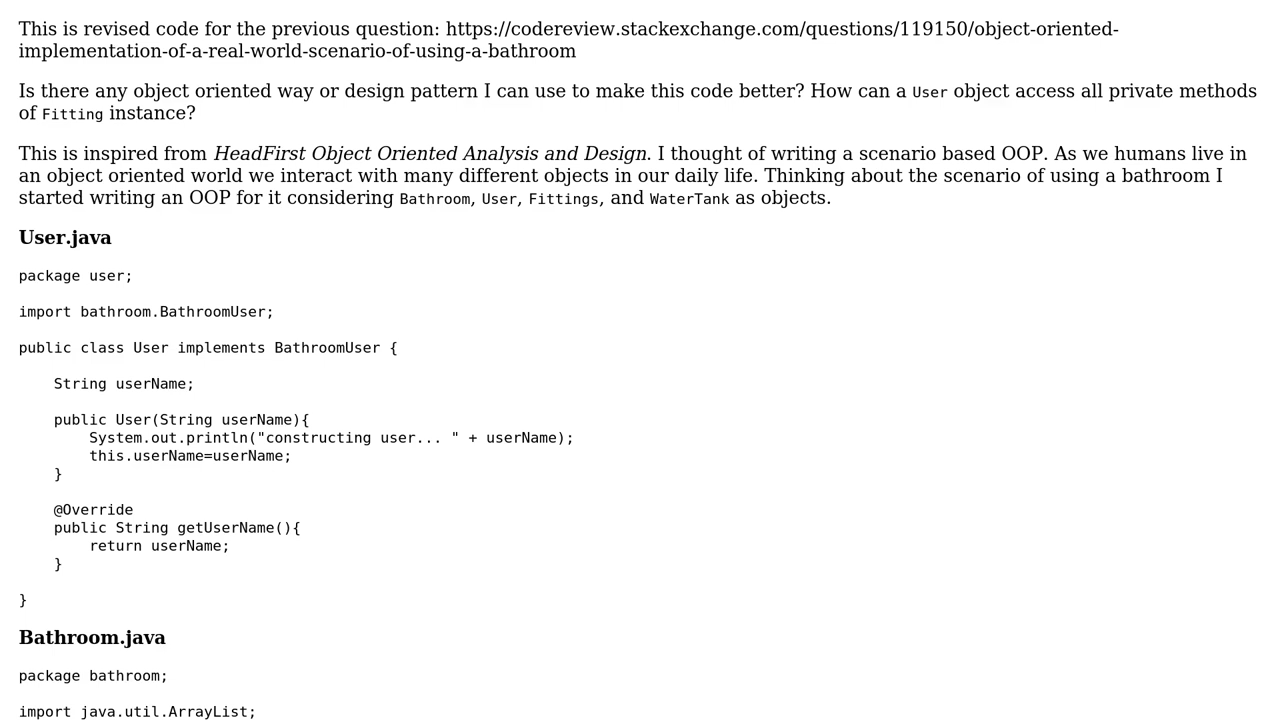 This is revised code for the previous question: https://codereview.stackexchange.com/questions/119150/object-oriented-
implementation-of-a-real-world-scenario-of-using-a-bathroom
Is there any object oriented way or design pattern I can use to make this code better? How can a User object access all private methods
of Fitting instance?
This is inspired from HeadFirst Object Oriented Analysis and Design. I thought of writing a scenario based OOP. As we humans live in
an object oriented world we interact with many different objects in our daily life. Thinking about the scenario of using a bathroom I
started writing an OOP for it considering Bathroom, User, Fittings, and WaterTank as objects.
User.java
package user;
import bathroom.BathroomUser;
public class User implements BathroomUser {
    String userName;
    public User(String userName){
        System.out.println("constructing user... " + userName);
        this.userName=userName;
    }
    @Override
    public String getUserName(){
        return userName;
    }
}
Bathroom.java
package bathroom;
import java.util.ArrayList;